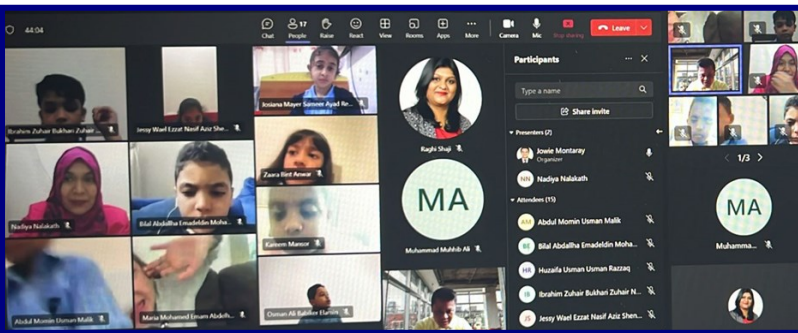 44:04
Chat
17
People
Raise
React
View
Rooms
Apps
More
Camera
Mic
Stop sharing
Leave
Participants
Type a name
Share invite
Presenters (2)
Jowie Montaray
Organizer
NN Nadiya Nalakath
Attendees (15)
AM Abdul Momin Usman Malik
BE Bilal Abdallha Emadeldin Moha...
HR Huzaifa Usman Usman Razzaq
IB Ibrahim Zuhair Bukhari Zuhair N...
JS Jessy Wael Ezzat Nasif Aziz Shen...
Ibrahim Zuhair Bukhari Zuhair ...
Jessy Wael Ezzat Nasif Aziz She...
Josiana Mayer Sameer Ayad Re...
Raghi Shaji
Nadiya Nalakath
Bilal Abdallha Emadeldin Moha...
Zaara Bint Anwar
Kareem Mansor
MA
Muhammad Muhhib Ali
Abdul Momin Usman Malik
Maria Mohamed Emam Abdeh...
Osman Ali Babiker Elamin
1/3
MA
Muhamma...